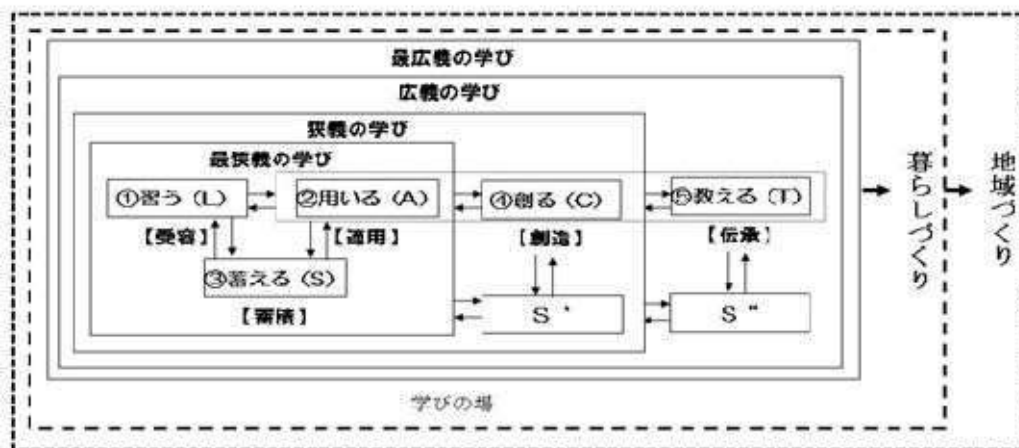 最広義の学び
広義の学び
狭義の学び
最狭義の学び
①習う（L）
②用いる（A）
④創る（C）
⑤教える（T）
【受容】
【適用】
【創造】
【伝承】
③蓄える（S）
【蓄積】
S '
S "
学びの場
暮らしづくり
地域づくり